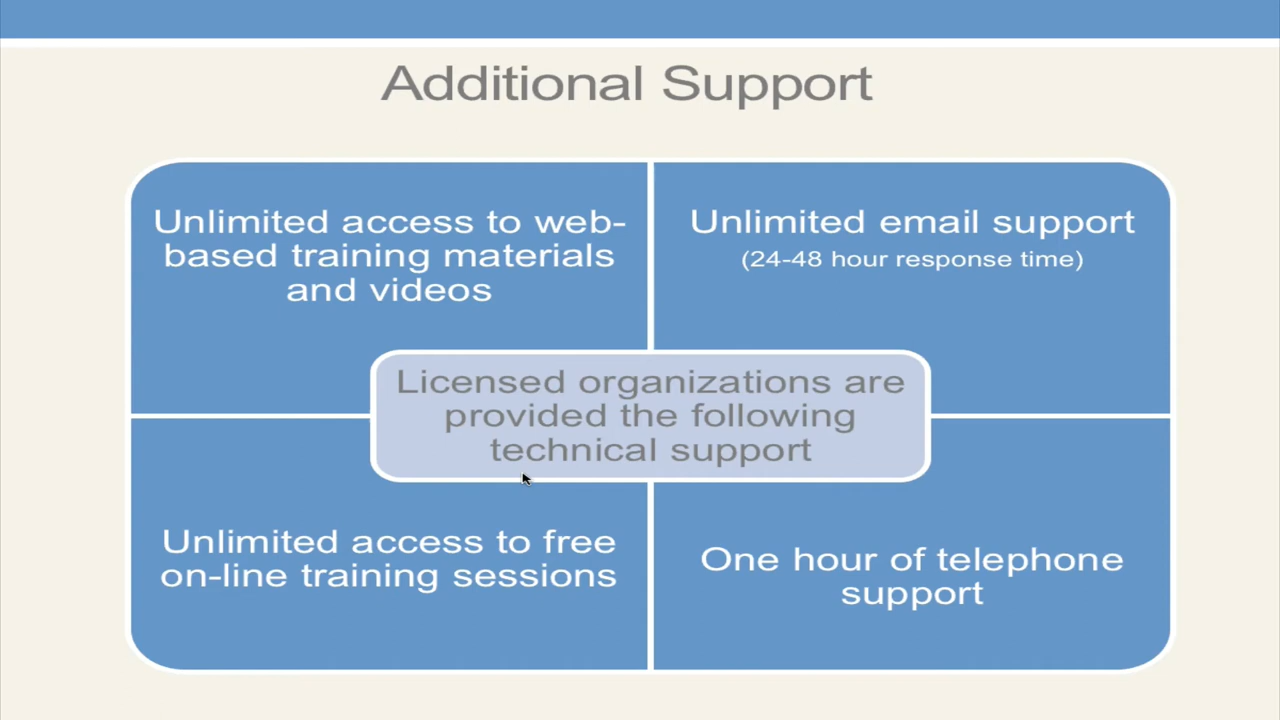 Additional Support
Unlimited access to web-
based training materials
and videos
Unlimited email support
(24-48 hour response time)
Licensed organizations are
provided the following
technical support
Unlimited access to free
on-line training sessions
One hour of telephone
support